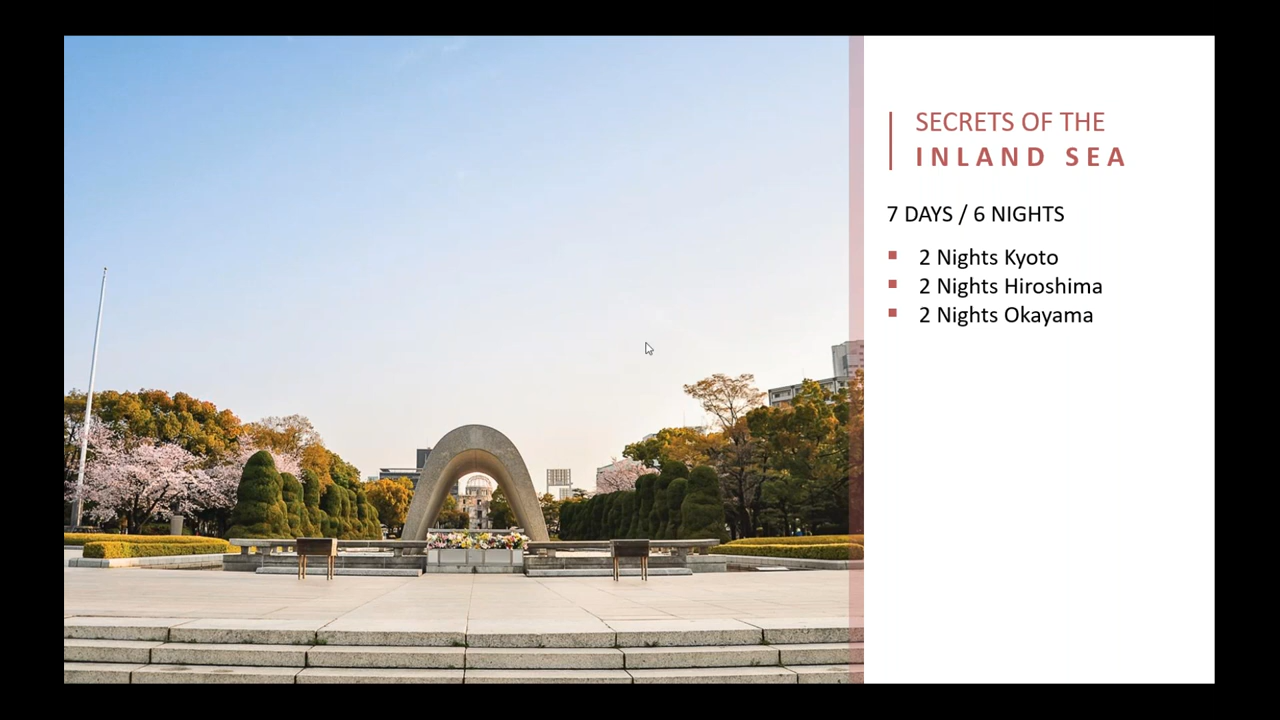 SECRETS OF THE
INLAND SEA
7 DAYS / 6 NIGHTS
▪ 2 Nights Kyoto
▪ 2 Nights Hiroshima
▪ 2 Nights Okayama